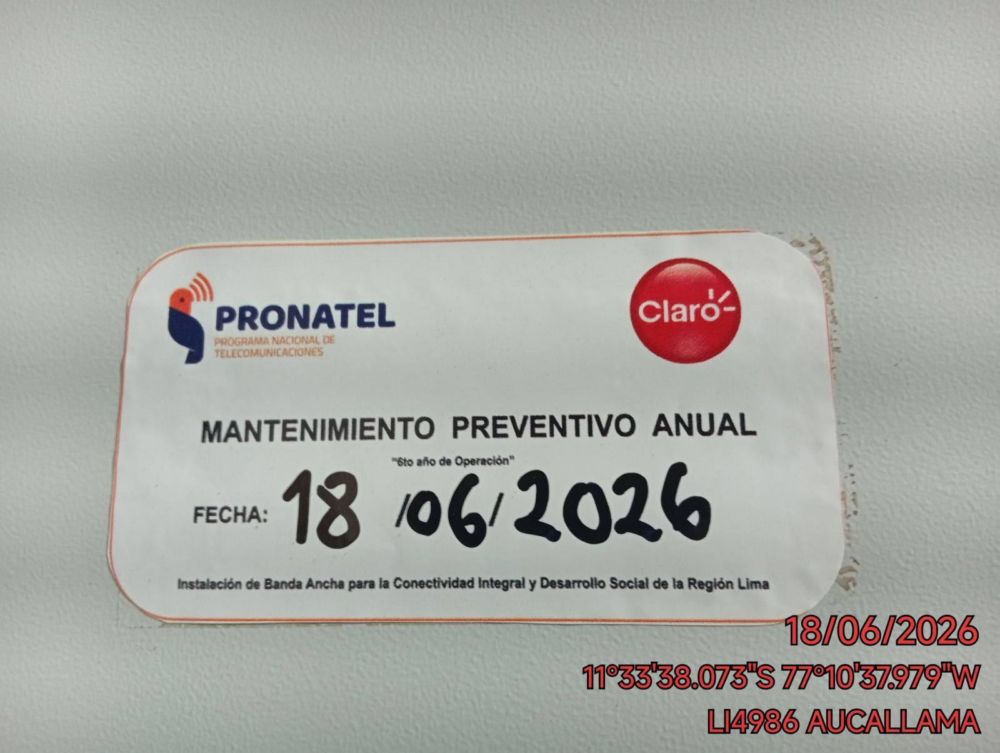 PRONATEL
PROGRAMA NACIONAL DE
TELECOMUNICACIONES
Claro
MANTENIMIENTO PREVENTIVO ANUAL
"6to año de Operación"
FECHA: 18 /06/2026
Instalación de Banda Ancha para la Conectividad Integral y Desarrollo Social de la Región Lima
18/06/2026
11°33'38.073"S 77°10'37.979"W
LI4986 AUCALLAMA